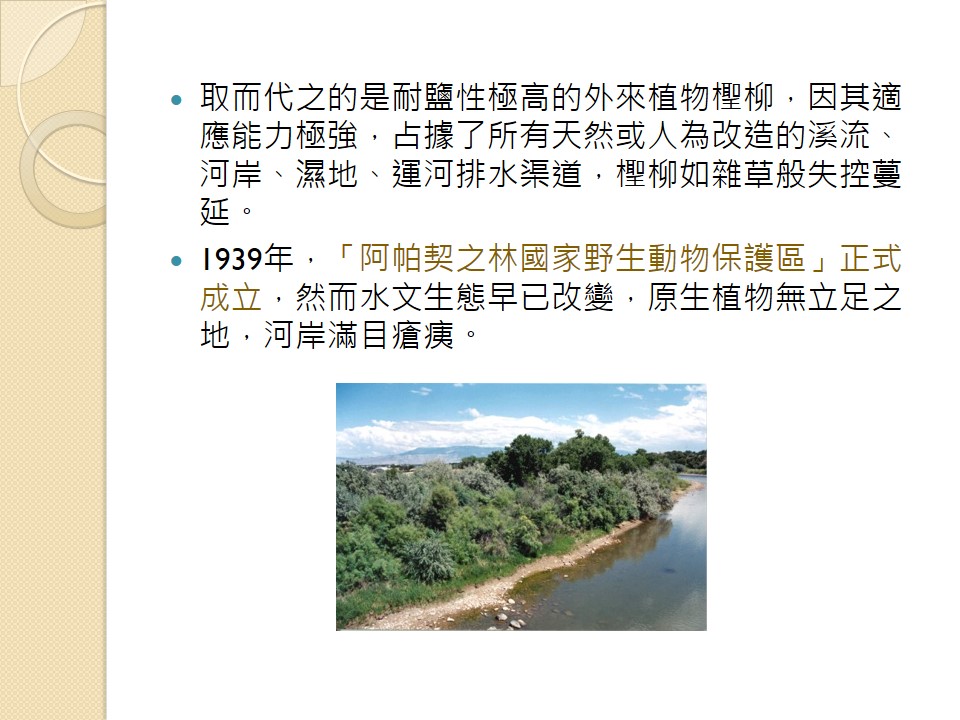 取而代之的是耐鹽性極高的外來植物檉柳，因其適
應能力極強，占據了所有天然或人為改造的溪流、
河岸、濕地、運河排水渠道，檉柳如雜草般失控蔓
延。
1939年，「阿帕契之林國家野生動物保護區」正式
成立，然而水文生態早已改變，原生植物無立足之
地，河岸滿目瘡痍。